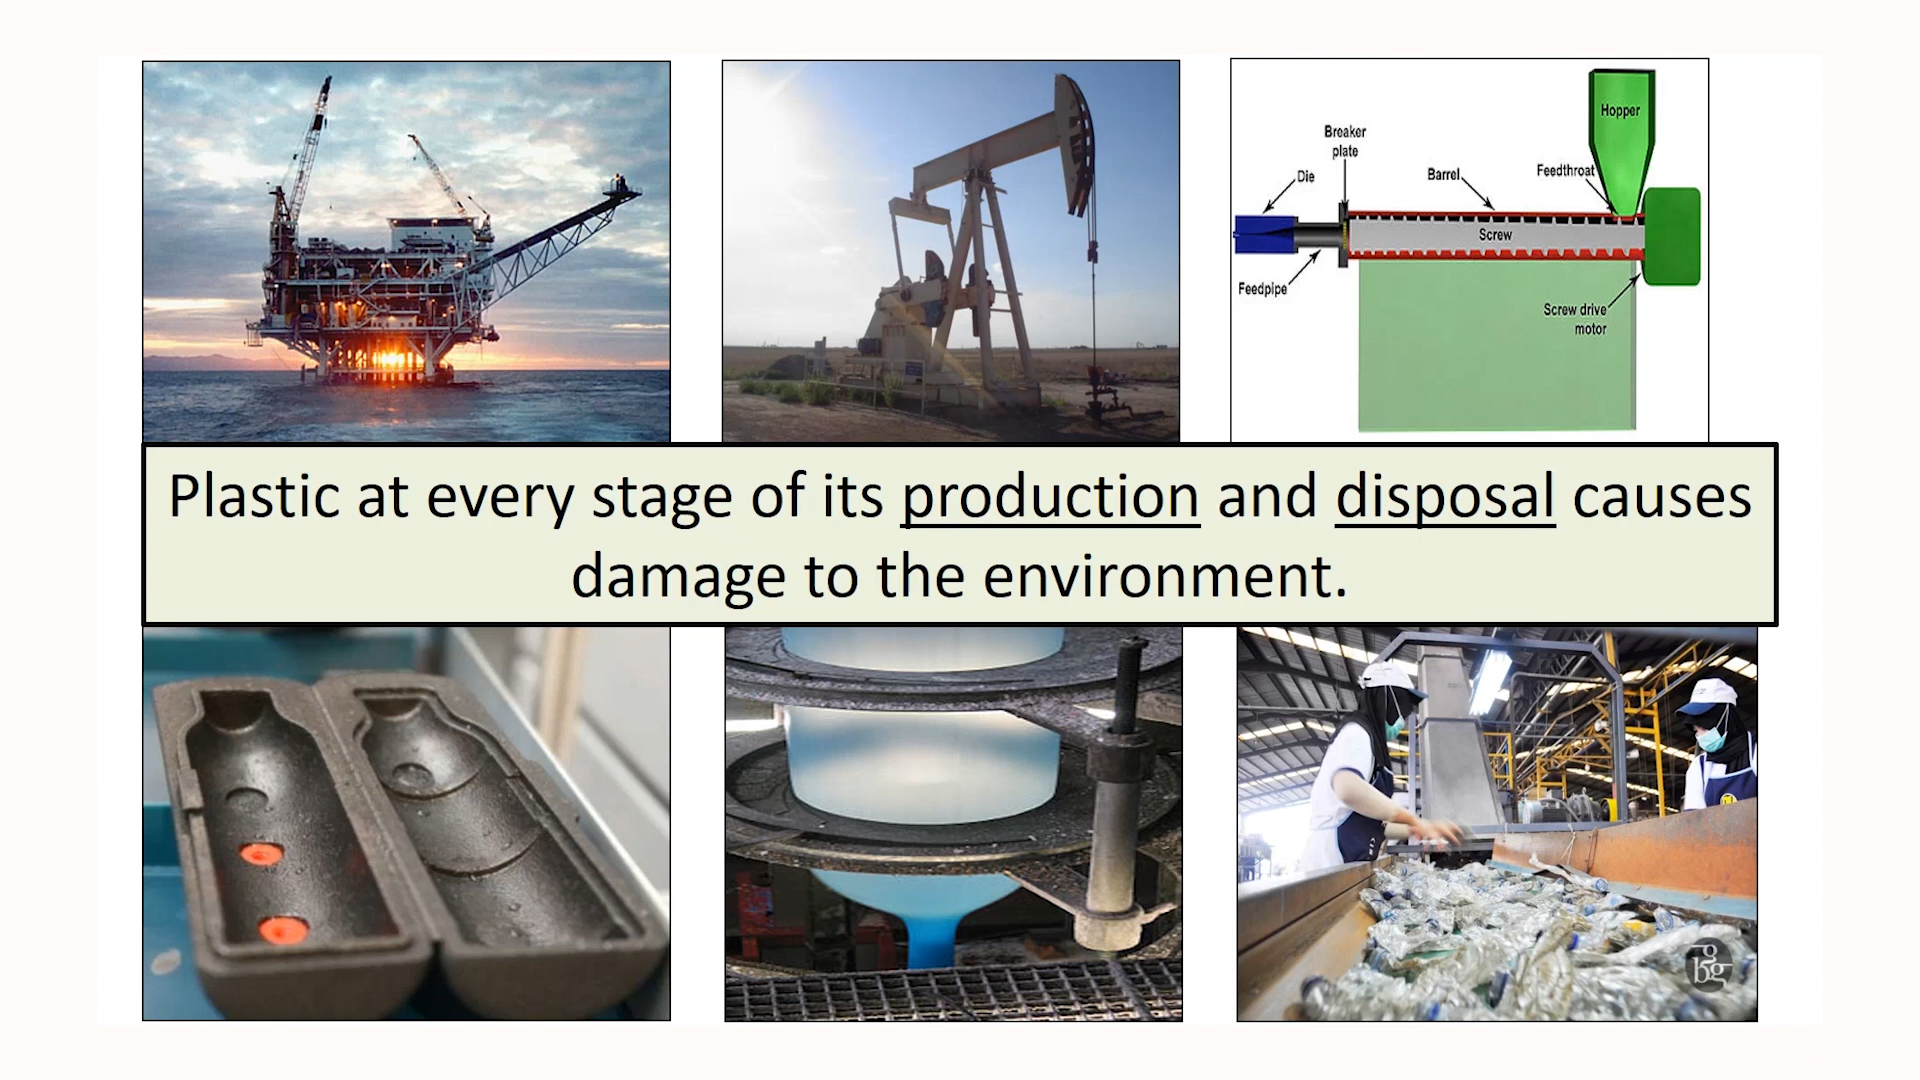 Hopper
Breaker
plate
Die
Barrel
Feedthroat
Screw
Feedpipe
Screw drive
motor
Plastic at every stage of its production and disposal causes
damage to the environment.
bgg